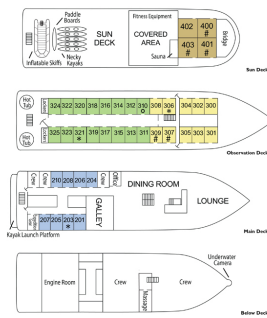 Paddle
Boards
SUN
DECK
Inflatable Skiffs
Necky
Kayaks
Fitness Equipment
COVERED
AREA
Sauna
402 400
#
403 401
# #
Bridge
Sun Deck
Hot
Tub
324 322 320 318 316 314 312 310 308 306 304 302 300
Hot
Tub
325 323 321 319 317 315 313 311 309 307 305 303 301
* # #
Observation Deck
Crew
210 208 206 204
Crew
Office
DINING ROOM
LOUNGE
GALLEY
207 205 203 201
*
Kayak Launch Platform
Main Deck
Underwater
Camera
Engine Room
Crew
Massage
Crew
Below Deck